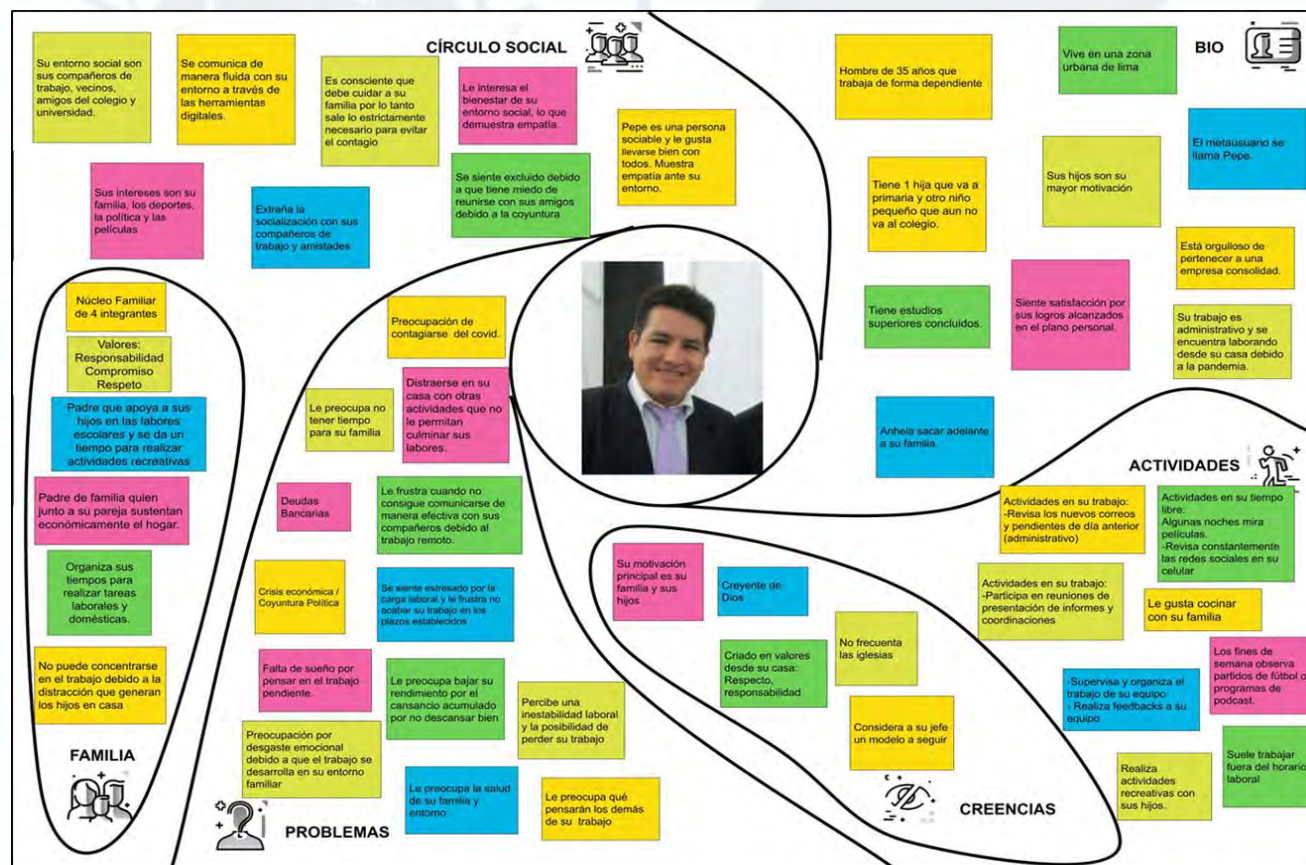 CÍRCULO SOCIAL
Su entorno social son
sus compañeros de
trabajo, vecinos,
amigos del colegio y
universidad.
Se comunica de
manera fluida con su
entorno a través de
las herramientas
digitales.
Es consciente que
debe cuidar a su
familia por lo tanto
sale lo estrictamente
necesario para evitar
el contagio
Le interesa el
bienestar de su
entorno social, lo que
demuestra empatía.
Pepe es una persona
sociable y le gusta
llevarse bien con
todos. Muestra
empatía ante su
entorno.
Sus intereses son su
familia, los deportes,
la política y las
películas
Extraña la
socialización con sus
compañeros de
trabajo y amistades
Se siente excluido debido
a que tiene miedo de
reunirse con sus amigos
debido a la coyuntura
BIO
Hombre de 35 años que
trabaja de forma
dependiente
Vive en una zona
urbana de lima
El metausuario se
llama Pepe.
Sus hijos son su
mayor motivación
Tiene 1 hija que va a
primaria y otro niño
pequeño que aun no
va al colegio.
Está orgulloso de
pertenecer a una
empresa consolidad.
Tiene estudios
superiores concluidos.
Siente satisfacción por
sus logros alcanzados
en el plano personal.
Su trabajo es
administrativo y se
encuentra laborando
desde su casa debido
a la pandemia.
Anhela sacar adelante
a su familia.
Núcleo Familiar
de 4 integrantes
Valores:
Responsabilidad
Compromiso
Respeto
Padre que apoya a sus
hijos en las labores
escolares y se da un
tiempo para realizar
actividades recreativas
Padre de familia quien
junto a su pareja sustentan
económicamente el hogar.
Organiza sus
tiempos para
realizar tareas
laborales y
domésticas.
No puede concentrarse
en el trabajo debido a la
distracción que generan
los hijos en casa
FAMILIA
Preocupación de
contagiarse del covid.
Le preocupa no
tener tiempo
para su familia
Distraerse en su
casa con otras
actividades que no
le permitan
culminar sus
labores.
Deudas
Bancarias
Le frustra cuando no
consigue comunicarse de
manera efectiva con sus
compañeros debido al
trabajo remoto.
Crisis económica /
Coyuntura Política
Se siente estresado por la
carga laboral y le frustra no
acabar su trabajo en los
plazos establecidos
Falta de sueño por
pensar en el trabajo
pendiente.
Le preocupa bajar su
rendimiento por el
cansancio acumulado
por no descansar bien
Percibe una
inestabilidad laboral
y la posibilidad de
perder su trabajo
Preocupación por
desgaste emocional
debido a que el trabajo se
desarrolla en su entorno
familiar
Le preocupa la salud
de su familia y
entorno
Le preocupa qué
pensarán los demás
de su trabajo
PROBLEMAS
Su motivación
principal es su
familia y sus
hijos
Creyente de
Dios
Criado en valores
desde su casa:
Respecto,
responsabilidad
No frecuenta
las iglesias
Considera a su jefe
un modelo a seguir
CREENCIAS
ACTIVIDADES
Actividades en su trabajo:
-Revisa los nuevos correos
y pendientes de día anterior
(administrativo)
Actividades en su tiempo
libre:
Algunas noches mira
películas.
-Revisa constantemente
las redes sociales en su
celular
Actividades en su trabajo:
-Participa en reuniones de
presentación de informes y
coordinaciones
Le gusta cocinar
con su familia
Los fines de
semana observa
partidos de fútbol o
programas de
podcast.
-Supervisa y organiza el
trabajo de su equipo
- Realiza feedbacks a su
equipo
Realiza
actividades
recreativas con
sus hijos.
Suele trabajar
fuera del horario
laboral